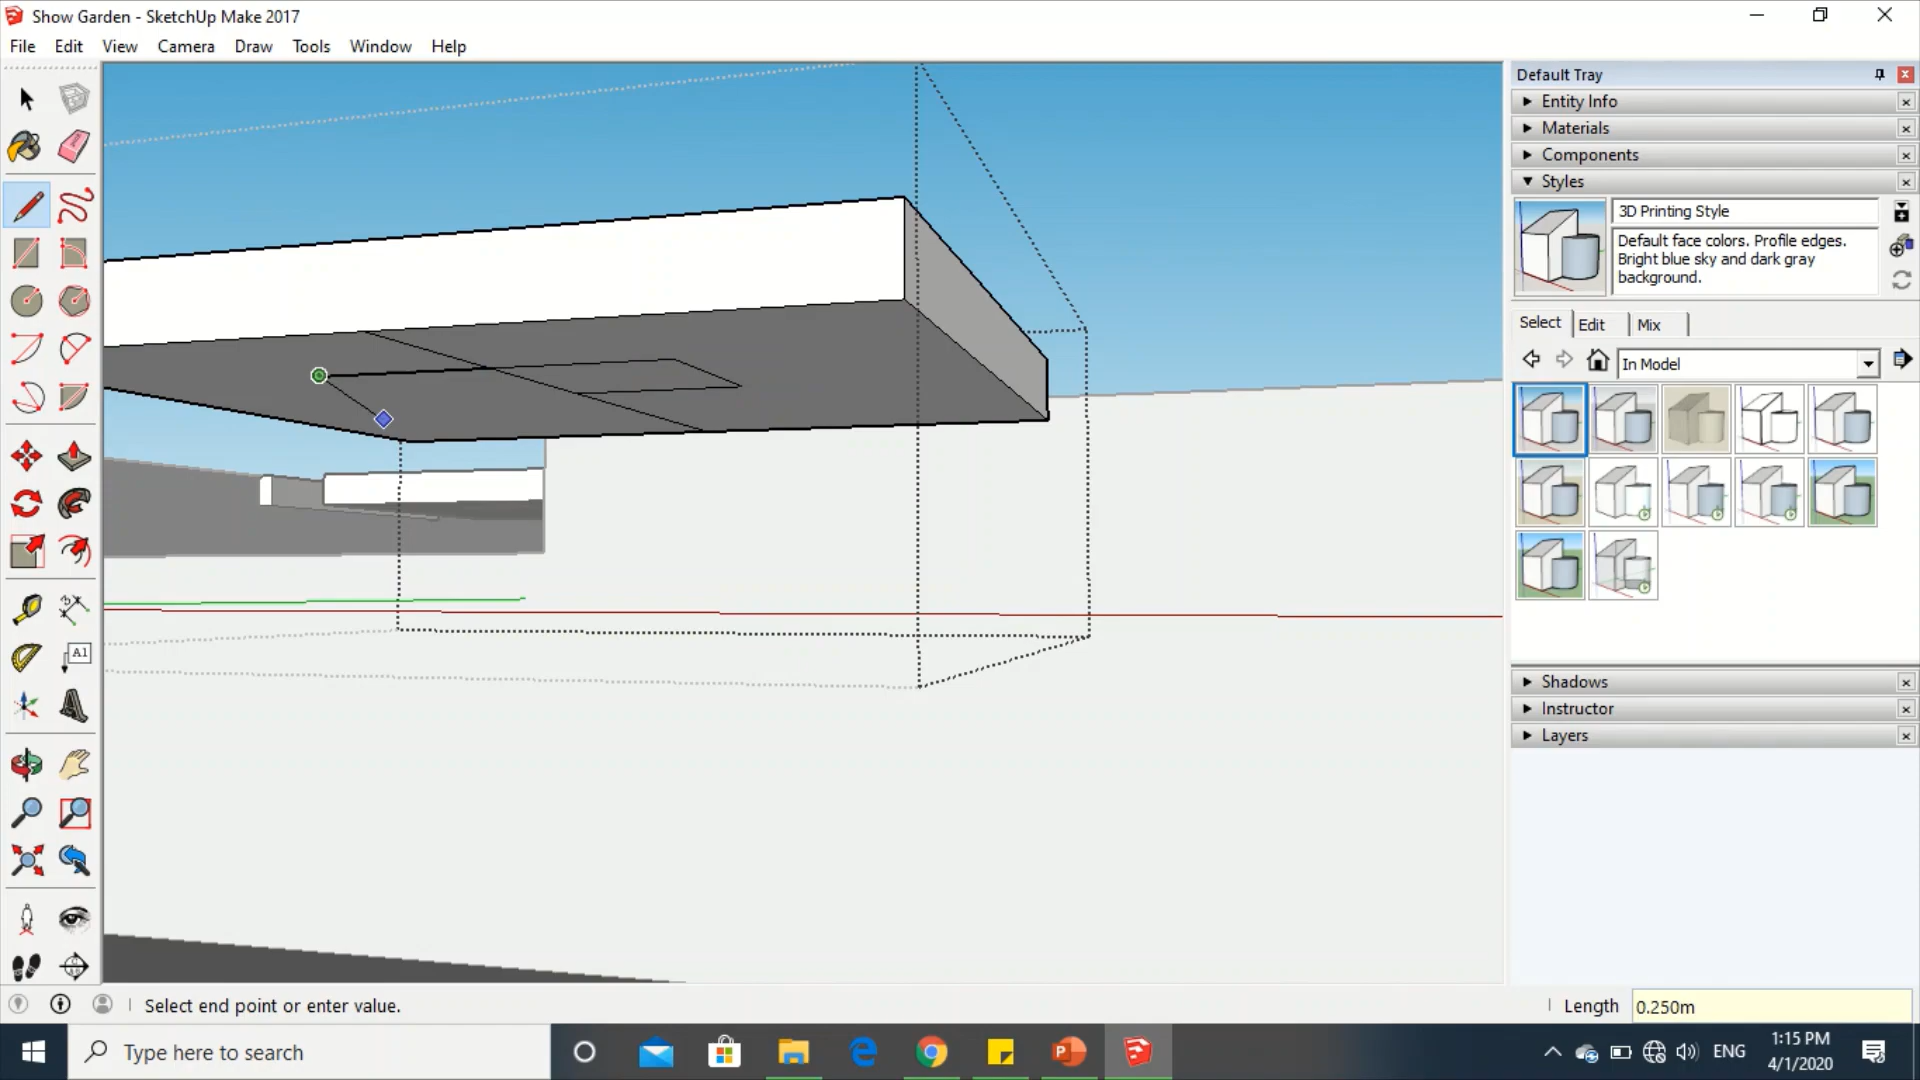 Show Garden - SketchUp Make 2017
File Edit View Camera Draw Tools Window Help
Default Tray
Entity Info
Materials
Components
Styles
3D Printing Style
Default face colors. Profile edges.
Bright blue sky and dark gray
background.
Select Edit Mix
In Model
A1
Shadows
Instructor
Layers
Select end point or enter value.
Length 0.250m
Type here to search
ENG
1:15 PM
4/1/2020